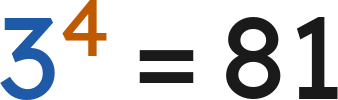 3⁴ = 81